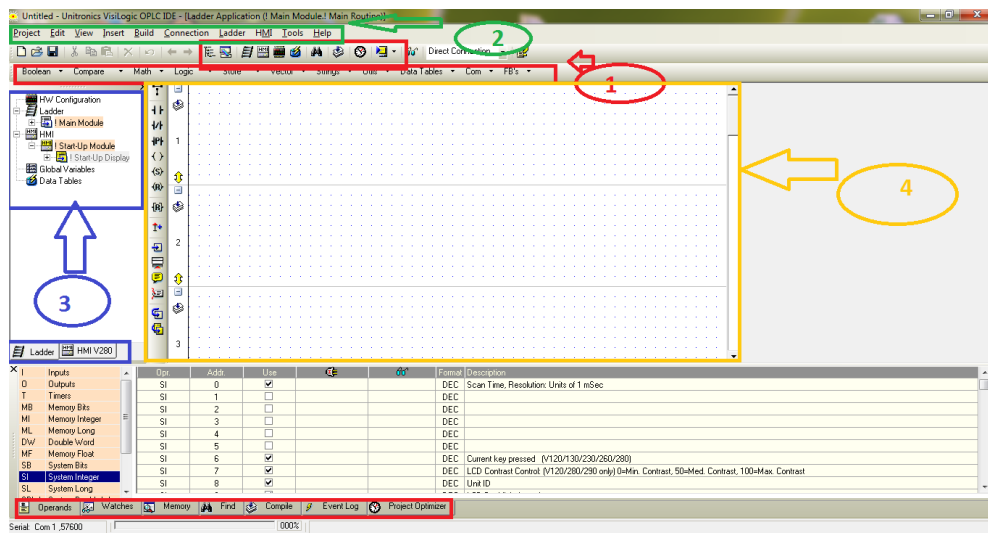 Untitled - Unitronics VisiLogic OPLC IDE - [Ladder Application (! Main Module.! Main Routine)]
Project Edit View Insert Build Connection Ladder HMI Tools Help
2
Direct Connection
Boolean Compare Math Logic Store Vector Strings Utils Data Tables Com FB's
1
HW Configuration
Ladder
! Main Module
HMI
! Start-Up Module
! Start-Up Display
Global Variables
Data Tables
1
2
3
4
3
Ladder HMI V280
Opr. Addr. Use Format Description
I Inputs
O Outputs
T Timers
MB Memory Bits
MI Memory Integer
ML Memory Long
DW Double Word
MF Memory Float
SB System Bits
SI System Integer
SL System Long
SI 0 DEC Scan Time, Resolution: Units of 1 mSec
SI 1 DEC
SI 2 DEC
SI 3 DEC
SI 4 DEC
SI 5 DEC
SI 6 DEC Current key pressed (V120/130/230/260/280)
SI 7 DEC LCD Contrast Control: (V120/280/290 only) 0=Min. Contrast, 50=Med. Contrast, 100=Max. Contrast
SI 8 DEC Unit ID
Operands Watches Memory Find Compile Event Log Project Optimizer
Serial: Com 1 ,57600 000%